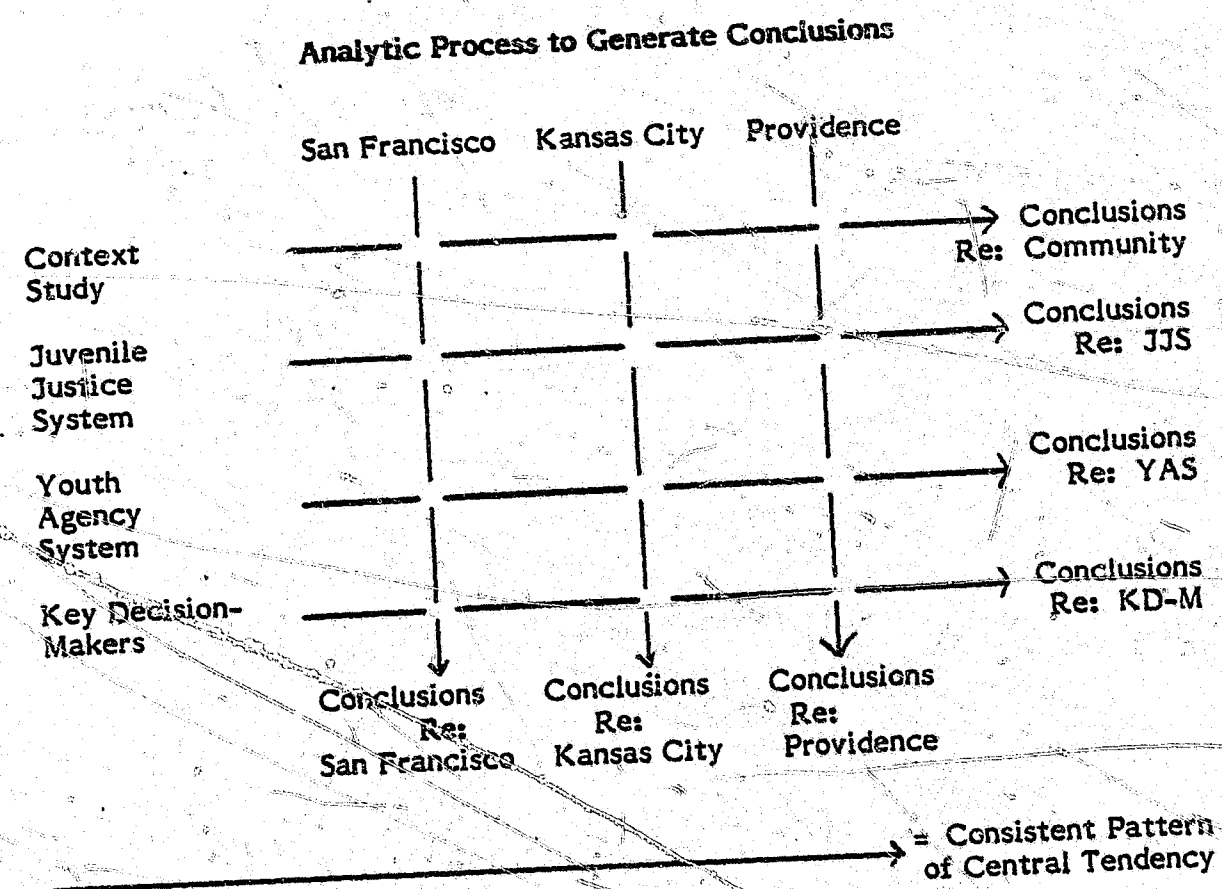 Analytic Process to Generate Conclusions
San Francisco Kansas City Providence
Context
Study
Conclusions
Re: Community
Juvenile
Justice
System
Conclusions
Re: JJS
Youth
Agency
System
Conclusions
Re: YAS
Key Decision-
Makers
Conclusions
Re: KD-M
Conclusions
Re:
San Francisco
Conclusions
Re:
Kansas City
Conclusions
Re:
Providence
= Consistent Pattern
of Central Tendency